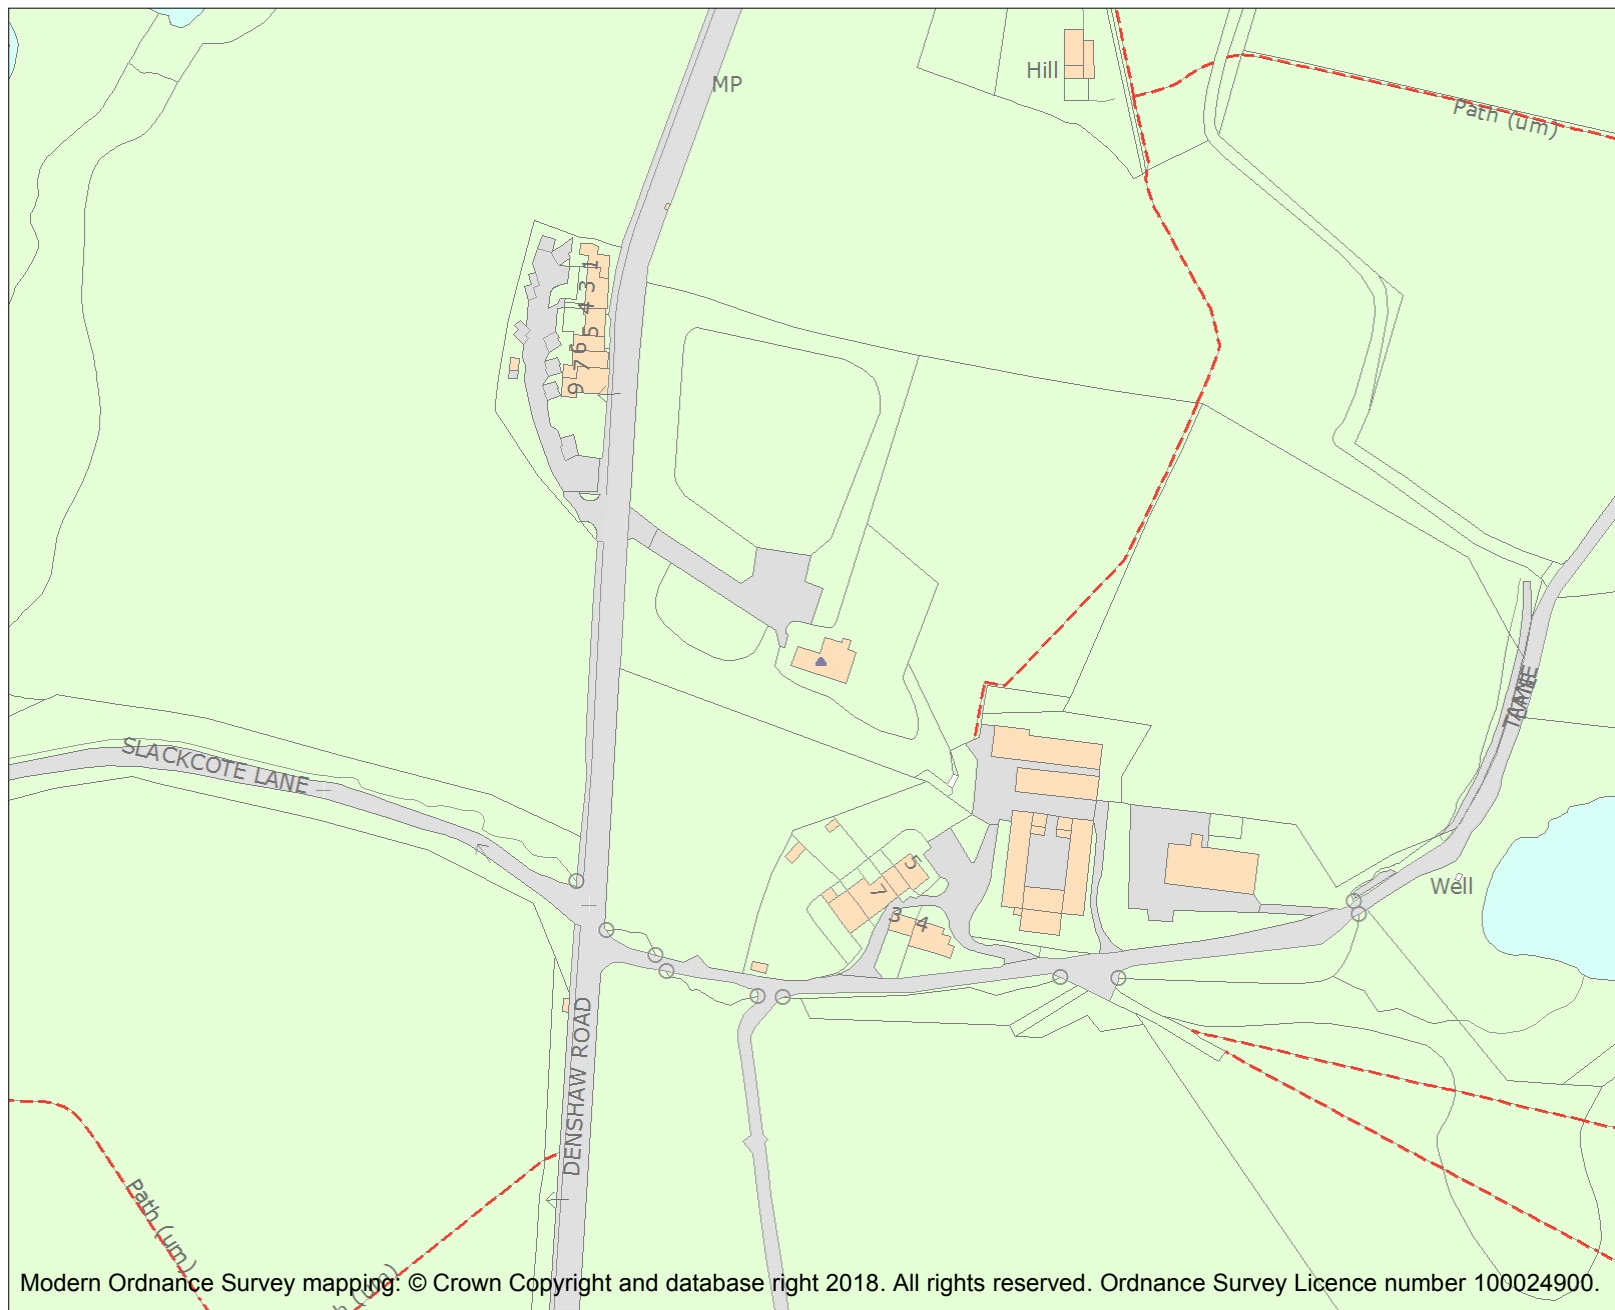 MP
Hill
Path (um)
1
3
4
5
6
7
9
TAME
SLACKCOTE LANE
5
7
3 4
Well
DENSHAW ROAD
Path (um)
h (um)
Modern Ordnance Survey mapping: © Crown Copyright and database right 2018. All rights reserved. Ordnance Survey Licence number 100024900.